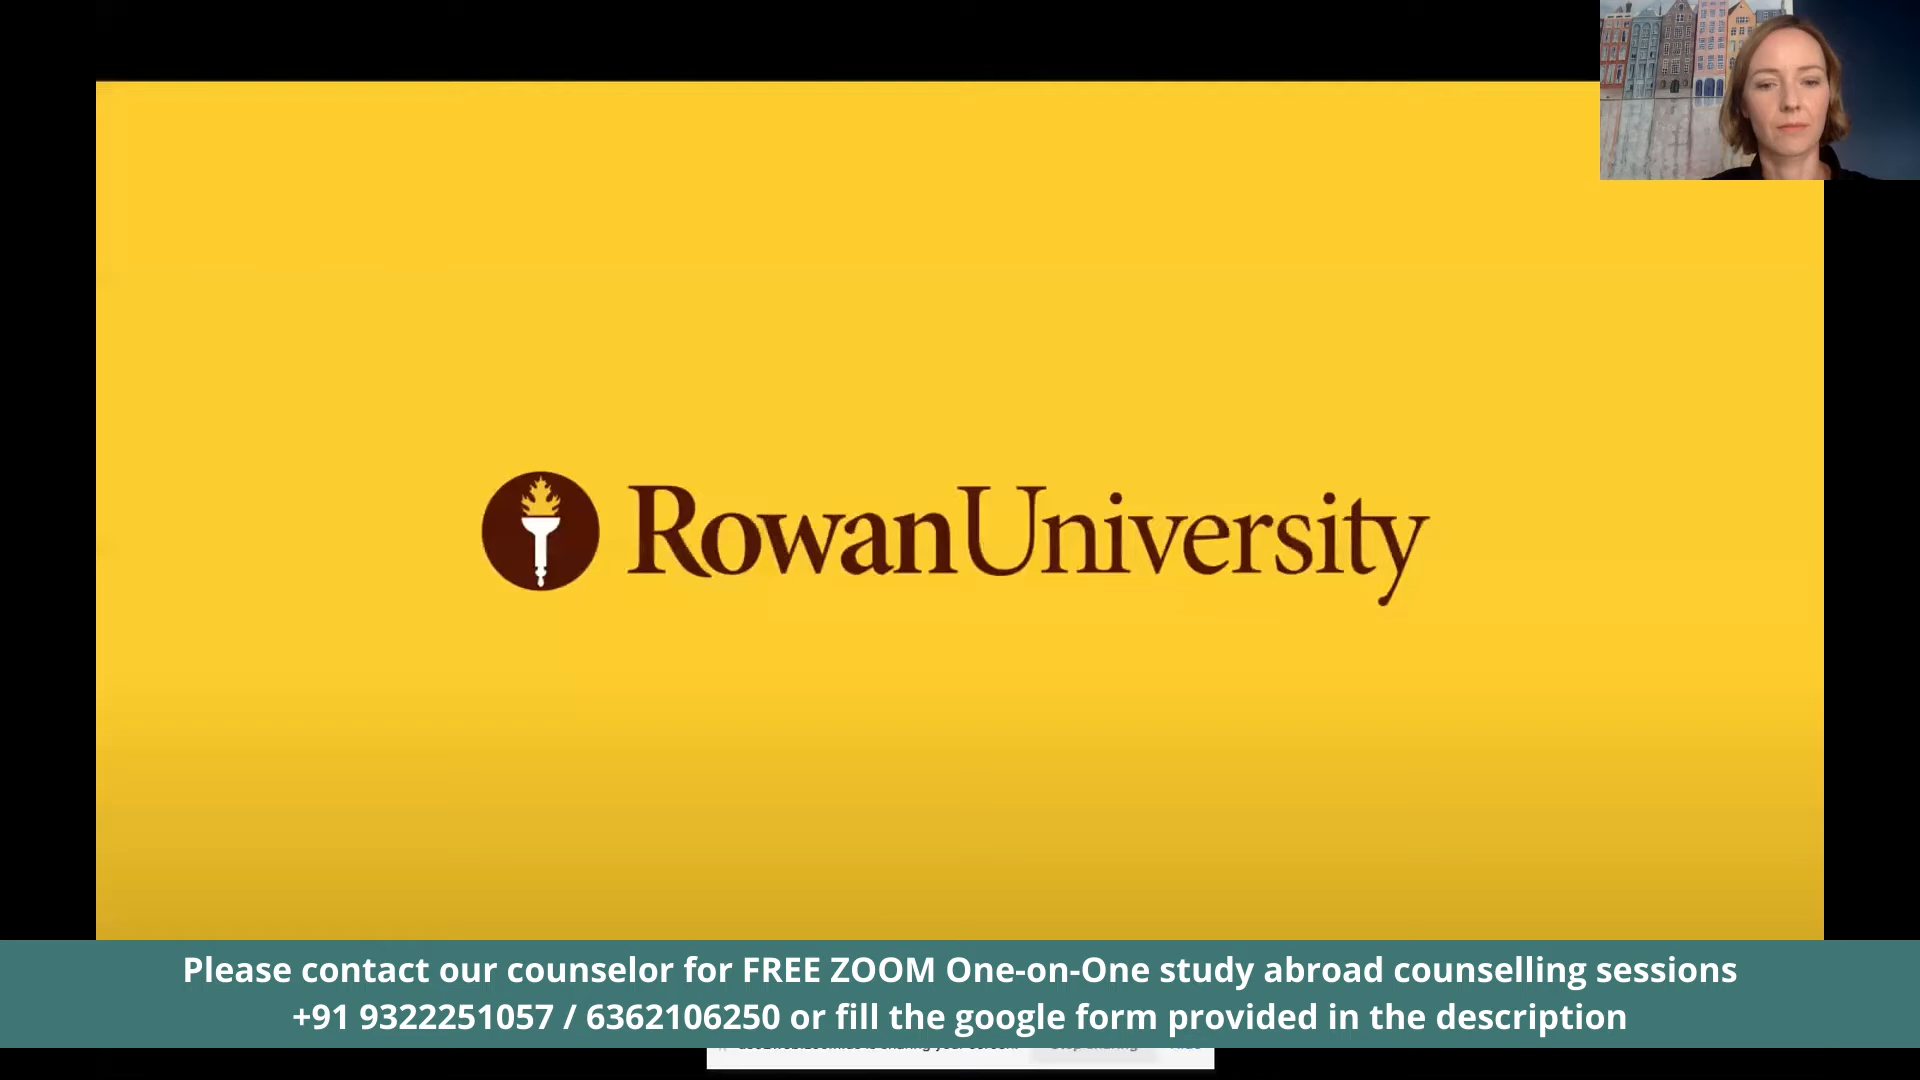 RowanUniversity
Please contact our counselor for FREE ZOOM One-on-One study abroad counselling sessions
+91 9322251057 / 6362106250 or fill the google form provided in the description